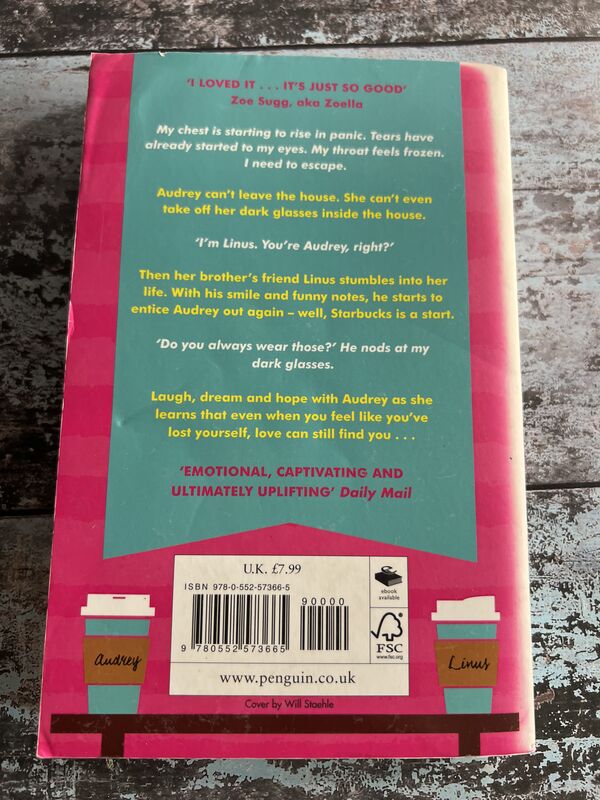 'I LOVED IT . . . IT'S JUST SO GOOD'
Zoe Sugg, aka Zoella
My chest is starting to rise in panic. Tears have
already started to my eyes. My throat feels frozen.
I need to escape.
Audrey can't leave the house. She can't even
take off her dark glasses inside the house.
'I'm Linus. You're Audrey, right?'
Then her brother's friend Linus stumbles into her
life. With his smile and funny notes, he starts to
entice Audrey out again – well, Starbucks is a start.
'Do you always wear those?' He nods at my
dark glasses.
Laugh, dream and hope with Audrey as she
learns that even when you feel like you've
lost yourself, love can still find you . . .
'EMOTIONAL, CAPTIVATING AND
ULTIMATELY UPLIFTING' Daily Mail
U.K. £7.99
ISBN 978-0-552-57366-5
90000
9 780552 573665
ebook
available
FSC
www.fsc.org
www.penguin.co.uk
Audrey
Linus
Cover by Will Staehle